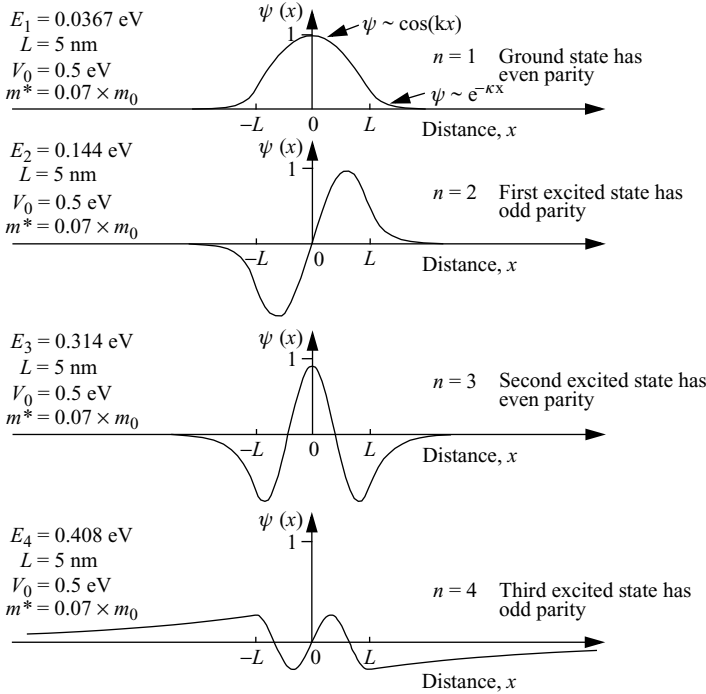 E₁ = 0.0367 eV
L = 5 nm
V₀ = 0.5 eV
m* = 0.07 × m₀
ψ (x)
1
ψ ~ cos(kx)
ψ ~ e^−κx
−L
0
L
Distance, x
n = 1 Ground state has
even parity
E₂ = 0.144 eV
L = 5 nm
V₀ = 0.5 eV
m* = 0.07 × m₀
ψ (x)
1
−L
0
L
Distance, x
n = 2 First excited state has
odd parity
E₃ = 0.314 eV
L = 5 nm
V₀ = 0.5 eV
m* = 0.07 × m₀
ψ (x)
1
−L
0
L
Distance, x
n = 3 Second excited state has
even parity
E₄ = 0.408 eV
L = 5 nm
V₀ = 0.5 eV
m* = 0.07 × m₀
ψ (x)
1
−L
0
L
Distance, x
n = 4 Third excited state has
odd parity